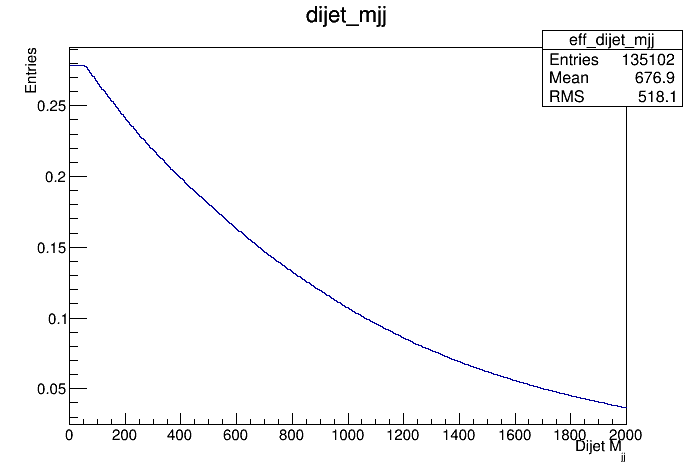 dijet_mjj
eff_dijet_mjj
Entries 135102
Mean 676.9
RMS 518.1
Entries
0.25
0.2
0.15
0.1
0.05
0 200 400 600 800 1000 1200 1400 1600 1800 2000
Dijet M_jj